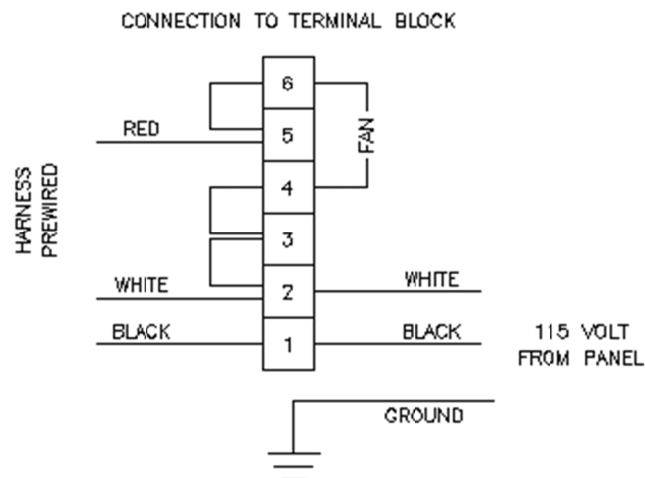 CONNECTION TO TERMINAL BLOCK
6
RED
5
FAN
HARNESS
PREWIRED
4
3
WHITE
2
WHITE
BLACK
1
BLACK
115 VOLT
FROM PANEL
GROUND